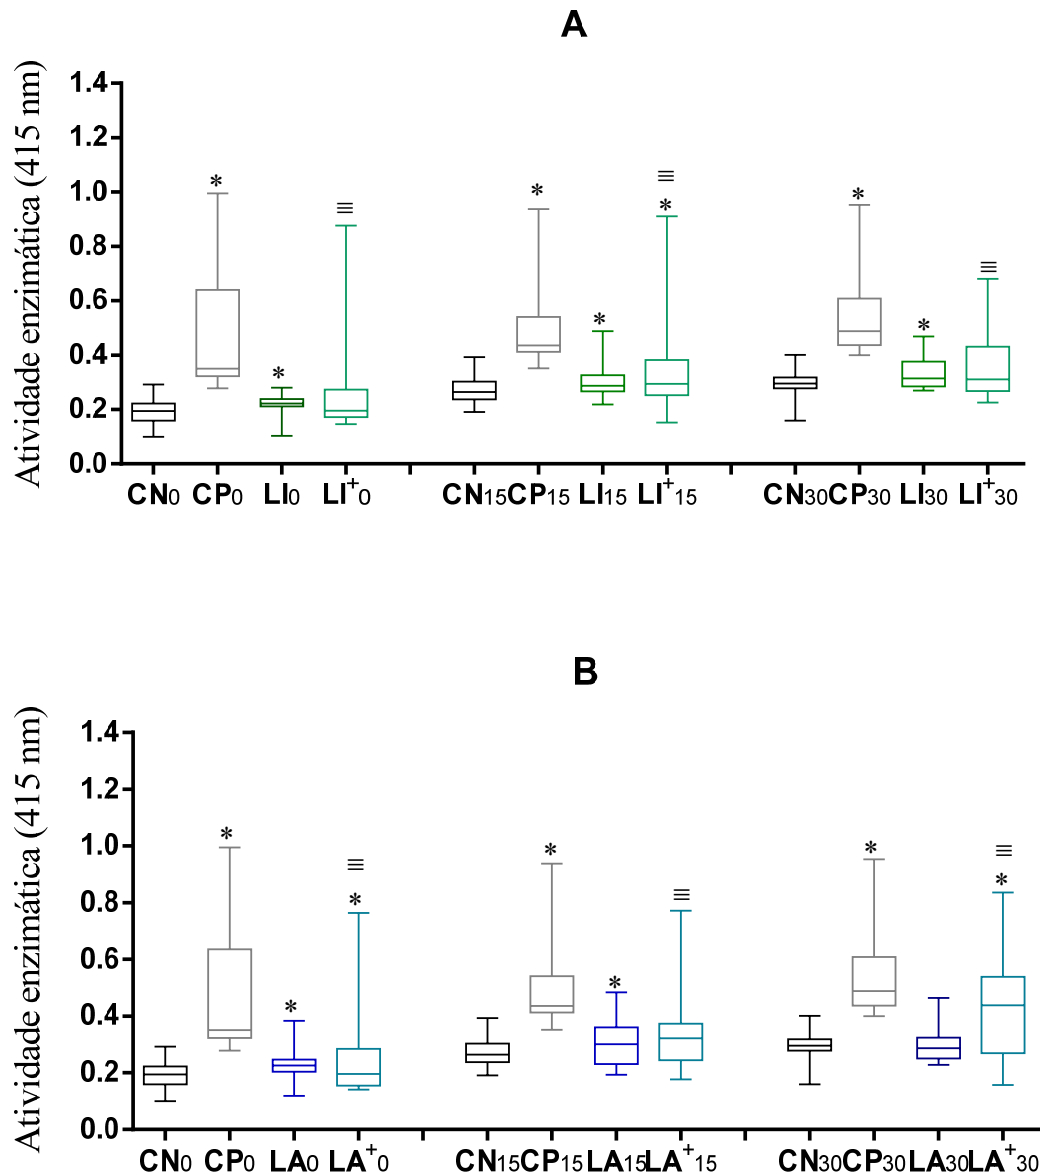 A
Atividade enzimática (415 nm)
1.4
1.2
1.0
0.8
0.6
0.4
0.2
0.0
* * * *
≡ ≡ ≡
* * * *
CN0 CP0 LI0 LI+0 CN15 CP15 LI15 LI+15 CN30 CP30 LI30 LI+30
B
Atividade enzimática (415 nm)
1.4
1.2
1.0
0.8
0.6
0.4
0.2
0.0
* * * *
≡ ≡ ≡
* * * *
CN0 CP0 LA0 LA+0 CN15 CP15 LA15 LA+15 CN30 CP30 LA30 LA+30